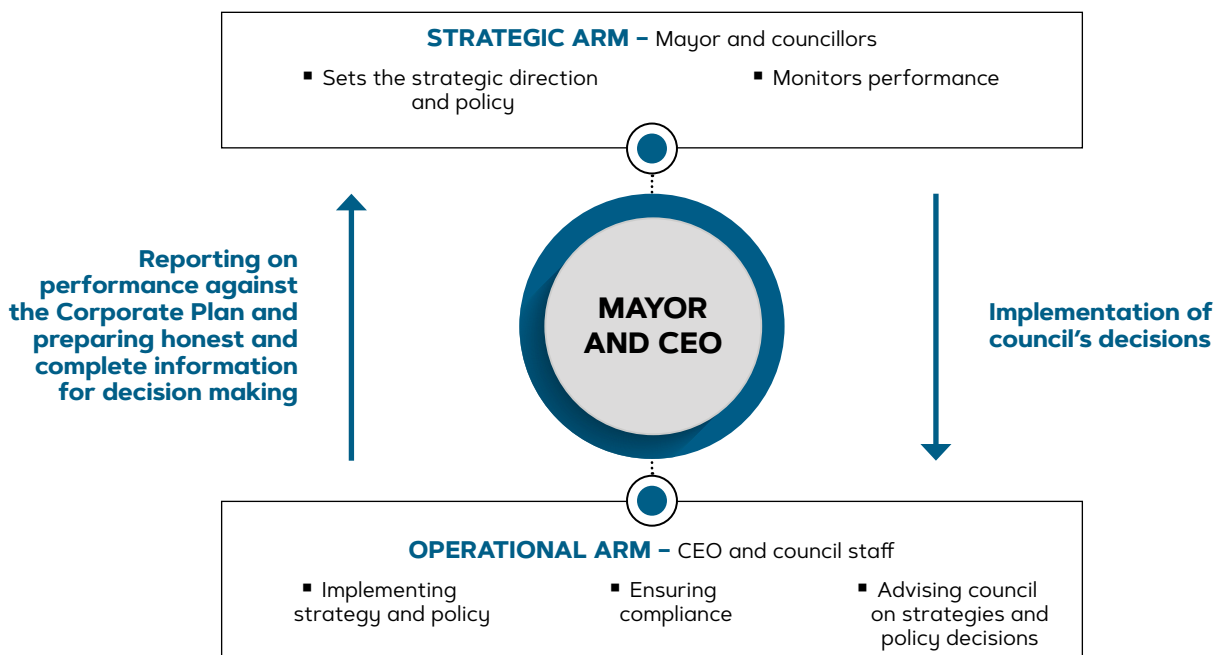 STRATEGIC ARM – Mayor and councillors
▪ Sets the strategic direction
and policy
▪ Monitors performance
Reporting on
performance against
the Corporate Plan and
preparing honest and
complete information
for decision making
MAYOR
AND CEO
Implementation of
council’s decisions
OPERATIONAL ARM – CEO and council staff
▪ Implementing
strategy and policy
▪ Ensuring
compliance
▪ Advising council
on strategies and
policy decisions